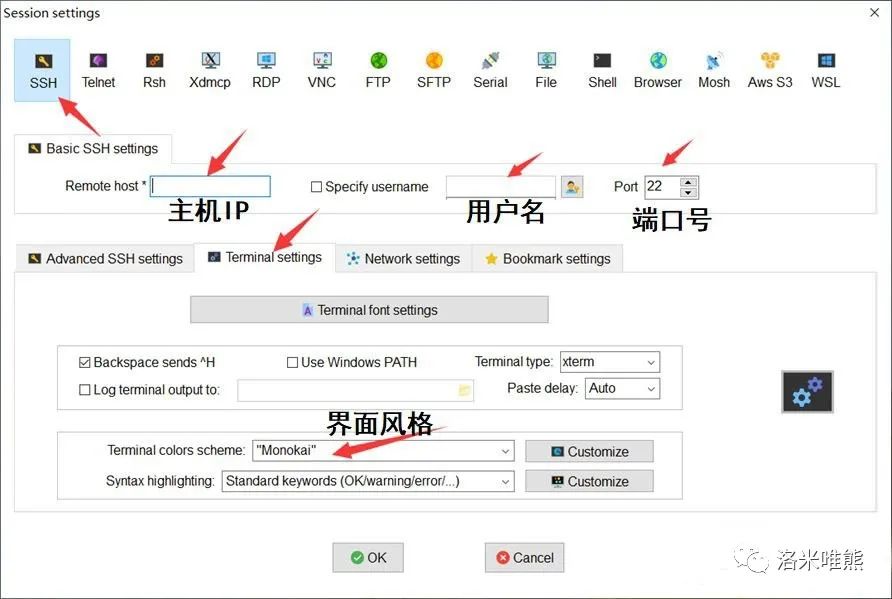 Session settings
SSH Telnet Rsh Xdmcp RDP VNC FTP SFTP Serial File Shell Browser Mosh Aws S3 WSL
Basic SSH settings
Remote host * Specify username Port 22
主机IP 用户名 端口号
Advanced SSH settings Terminal settings Network settings Bookmark settings
Terminal font settings
Backspace sends ^H Use Windows PATH Terminal type: xterm
Log terminal output to: Paste delay: Auto
界面风格
Terminal colors scheme: "Monokai" Customize
Syntax highlighting: Standard keywords (OK/warning/error/...) Customize
OK Cancel
洛米唯熊